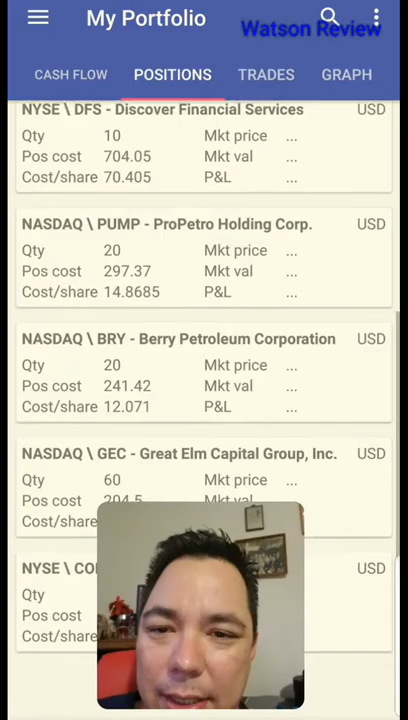 My Portfolio
Watson Review
CASH FLOW POSITIONS TRADES GRAPH
NYSE \ DFS - Discover Financial Services USD
Qty 10 Mkt price ...
Pos cost 704.05 Mkt val ...
Cost/share 70.405 P&L ...
NASDAQ \ PUMP - ProPetro Holding Corp. USD
Qty 20 Mkt price ...
Pos cost 297.37 Mkt val ...
Cost/share 14.8685 P&L ...
NASDAQ \ BRY - Berry Petroleum Corporation USD
Qty 20 Mkt price ...
Pos cost 241.42 Mkt val ...
Cost/share 12.071 P&L ...
NASDAQ \ GEC - Great Elm Capital Group, Inc. USD
Qty 60 Mkt price ...
Pos cost 204.5 Mkt val ...
Cost/share
NYSE \ USD
Qty
Pos cost
Cost/share